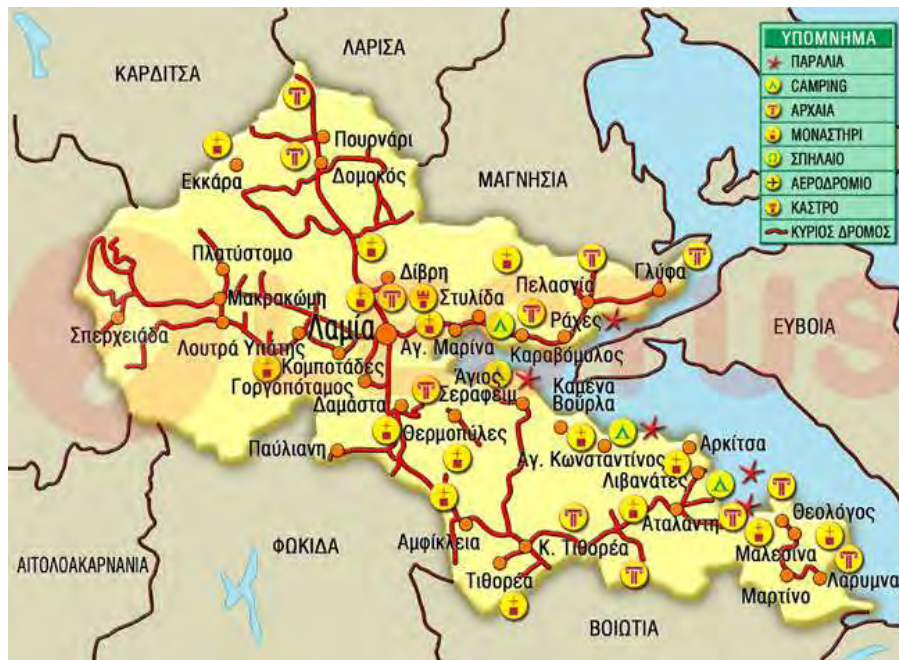 ΛΑΡΙΣΑ
ΚΑΡΔΙΤΣΑ
ΥΠΟΜΝΗΜΑ
ΠΑΡΑΛΙΑ
CAMPING
ΑΡΧΑΙΑ
ΜΟΝΑΣΤΗΡΙ
ΣΠΗΛΑΙΟ
ΑΕΡΟΔΡΟΜΙΟ
ΚΑΣΤΡΟ
ΚΥΡΙΟΣ ΔΡΟΜΟΣ
Πουρνάρι
Εκκάρα
Δομοκός
ΜΑΓΝΗΣΙΑ
Πλατύστομο
Δίβρη
Πελασγία
Γλύφα
Μακρακώμη
Στυλίδα
Σπερχειάδα
Λαμία
Ράχες
ΕΥΒΟΙΑ
Λουτρά Υπάτης
Αγ. Μαρίνα
Καραβόμυλος
Κομποτάδες
Γοργοπόταμος
Άγιος
Σεραφείμ
Καμένα
Βούρλα
Δαμάστα
Παύλιανη
Θερμοπύλες
Αρκίτσα
Αγ. Κωνσταντίνος
Λιβανάτες
Αταλάντη
Θεολόγος
Αμφίκλεια
Κ. Τιθορέα
Μαλεσίνα
ΦΩΚΙΔΑ
ΑΙΤΟΛΟΑΚΑΡΝΑΝΙΑ
Τιθορέα
Μαρτίνο
Λάρυμνα
ΒΟΙΩΤΙΑ